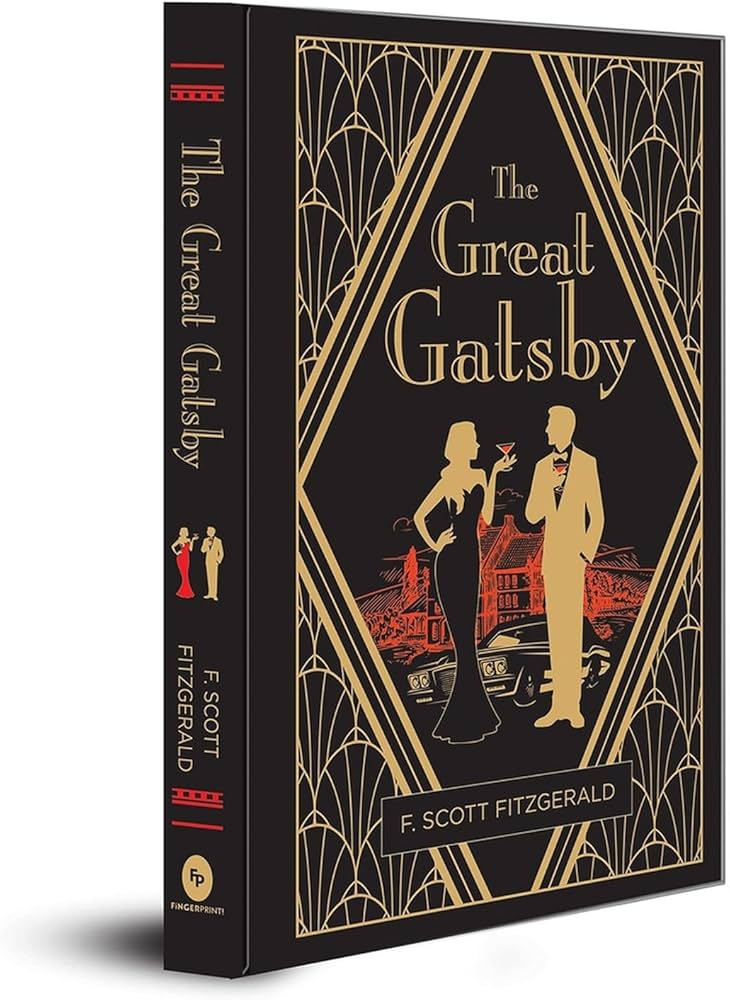 The Great Gatsby
F. SCOTT
FITZGERALD
FP
FiNGERPRINT!
The
Great
Gatsby
F. SCOTT FITZGERALD